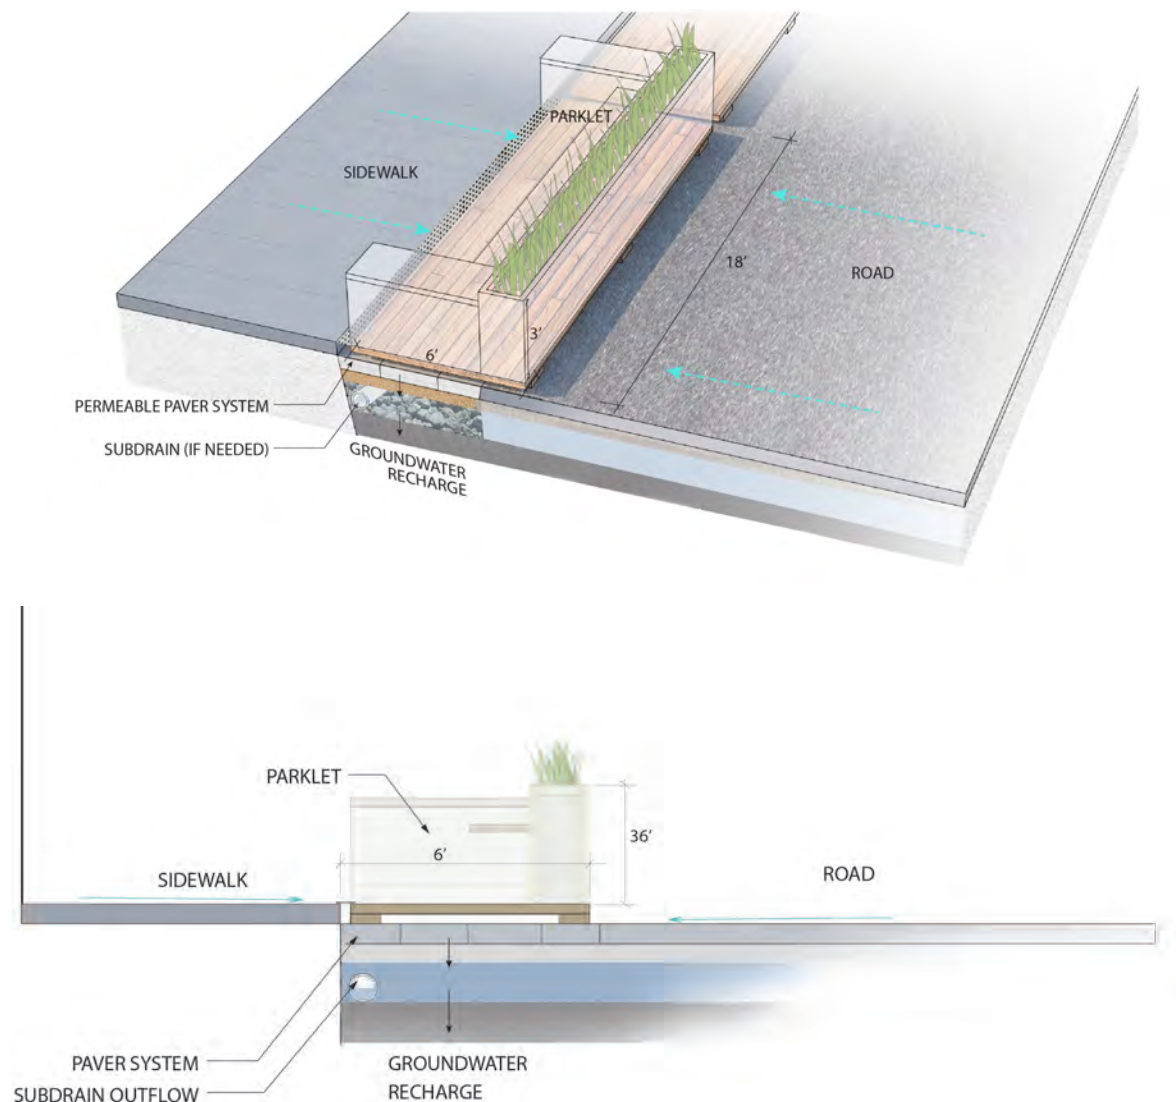 PARKLET
SIDEWALK
18'
ROAD
3'
6'
PERMEABLE PAVER SYSTEM
SUBDRAIN (IF NEEDED)
GROUNDWATER
RECHARGE
PARKLET
36'
6'
SIDEWALK
ROAD
PAVER SYSTEM
GROUNDWATER
SUBDRAIN OUTFLOW
RECHARGE